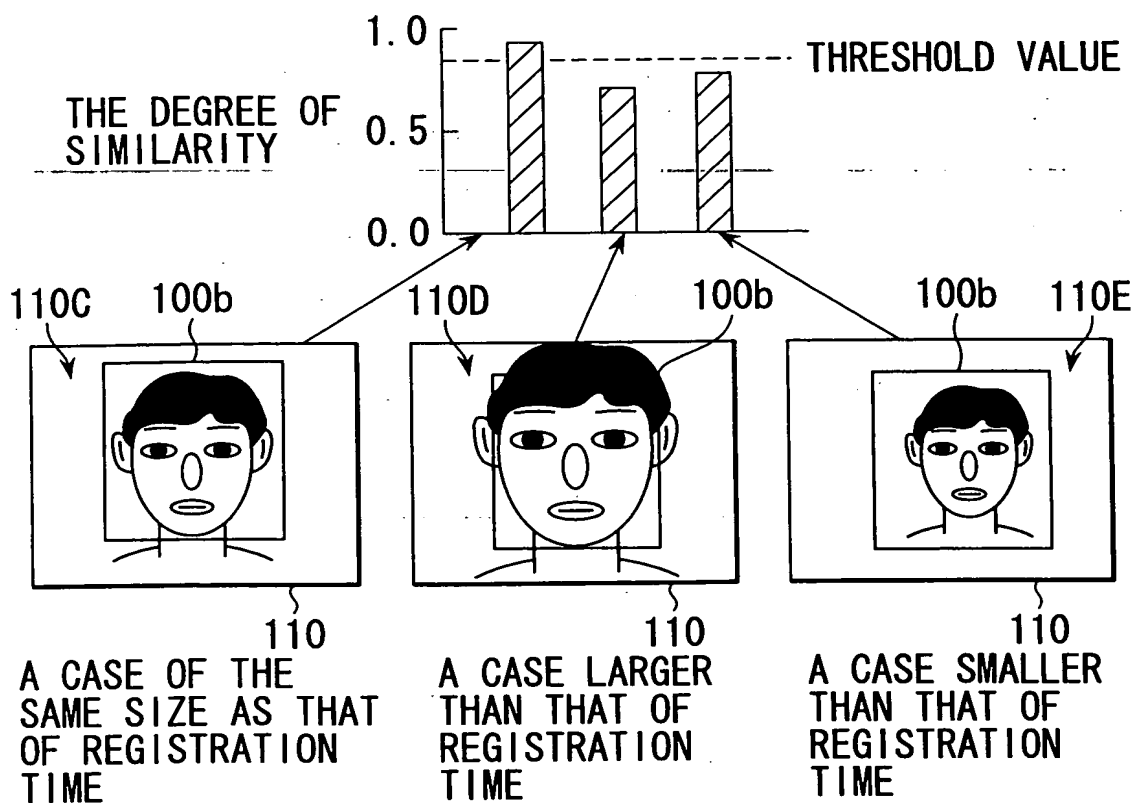 1.0
THRESHOLD VALUE
THE DEGREE OF
SIMILARITY
0.5
0.0
110C
100b
110D
100b
100b
110E
110
110
110
A CASE OF THE
SAME SIZE AS THAT
OF REGISTRATION
TIME
A CASE LARGER
THAN THAT OF
REGISTRATION
TIME
A CASE SMALLER
THAN THAT OF
REGISTRATION
TIME